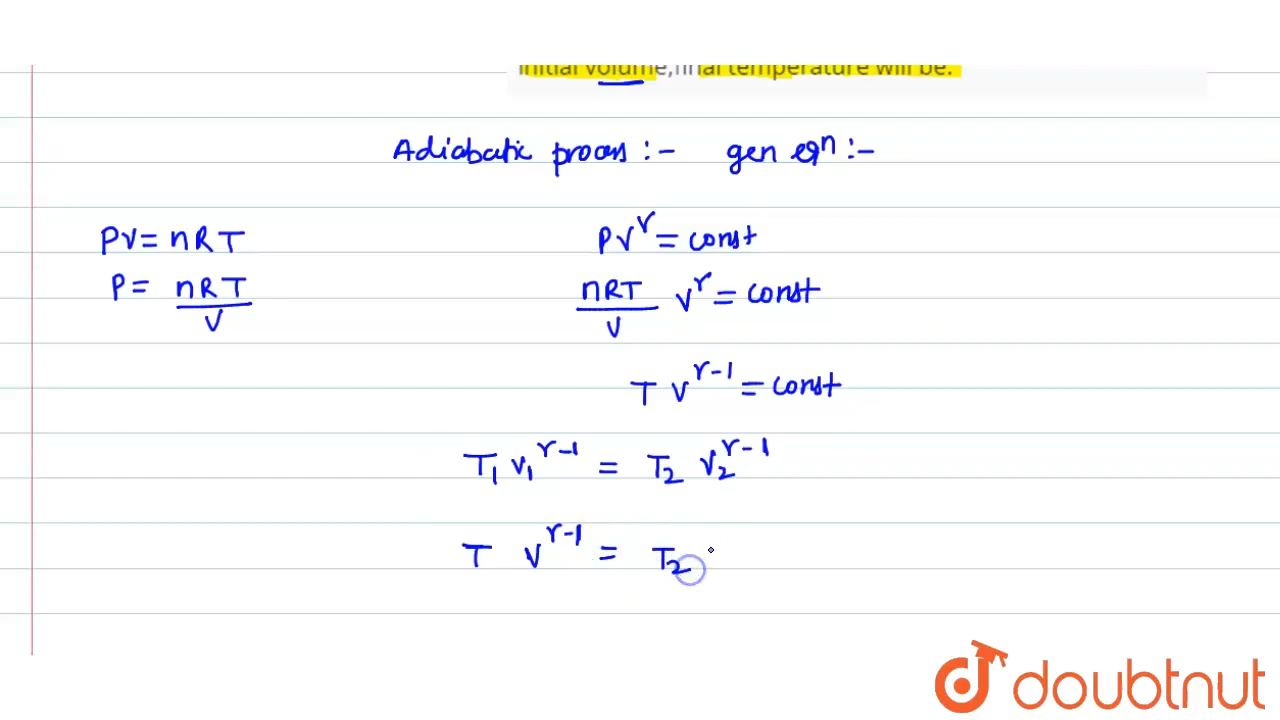 initial volume,final temperature will be.
Adiabatic process :- gen eqn :-
PV = nRT
P = nRT/V
PV^r = const
nRT/V V^r = const
T V^r-1 = const
T1 V1^r-1 = T2 V2^r-1
T V^r-1 = T2
doubtnut